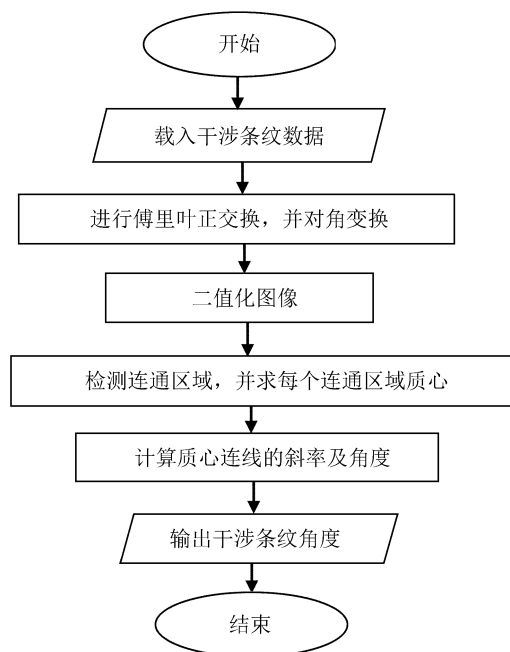 开始
载入干涉条纹数据
进行傅里叶正交换，并对角变换
二值化图像
检测连通区域，并求每个连通区域质心
计算质心连线的斜率及角度
输出干涉条纹角度
结束